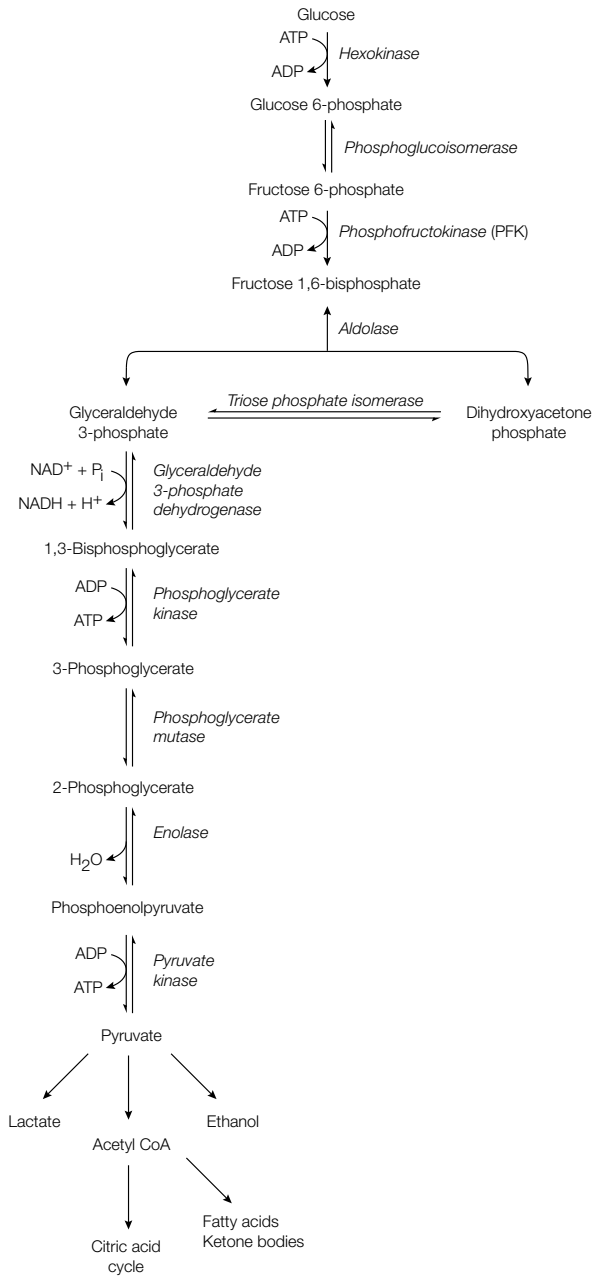 Glucose
ATP
Hexokinase
ADP
Glucose 6-phosphate
Phosphoglucoisomerase
Fructose 6-phosphate
ATP
Phosphofructokinase (PFK)
ADP
Fructose 1,6-bisphosphate
Aldolase
Triose phosphate isomerase
Glyceraldehyde
3-phosphate
Dihydroxyacetone
phosphate
NAD+ + Pi
NADH + H+
Glyceraldehyde
3-phosphate
dehydrogenase
1,3-Bisphosphoglycerate
ADP
ATP
Phosphoglycerate
kinase
3-Phosphoglycerate
Phosphoglycerate
mutase
2-Phosphoglycerate
Enolase
H2O
Phosphoenolpyruvate
ADP
ATP
Pyruvate
kinase
Pyruvate
Lactate
Ethanol
Acetyl CoA
Fatty acids
Ketone bodies
Citric acid
cycle